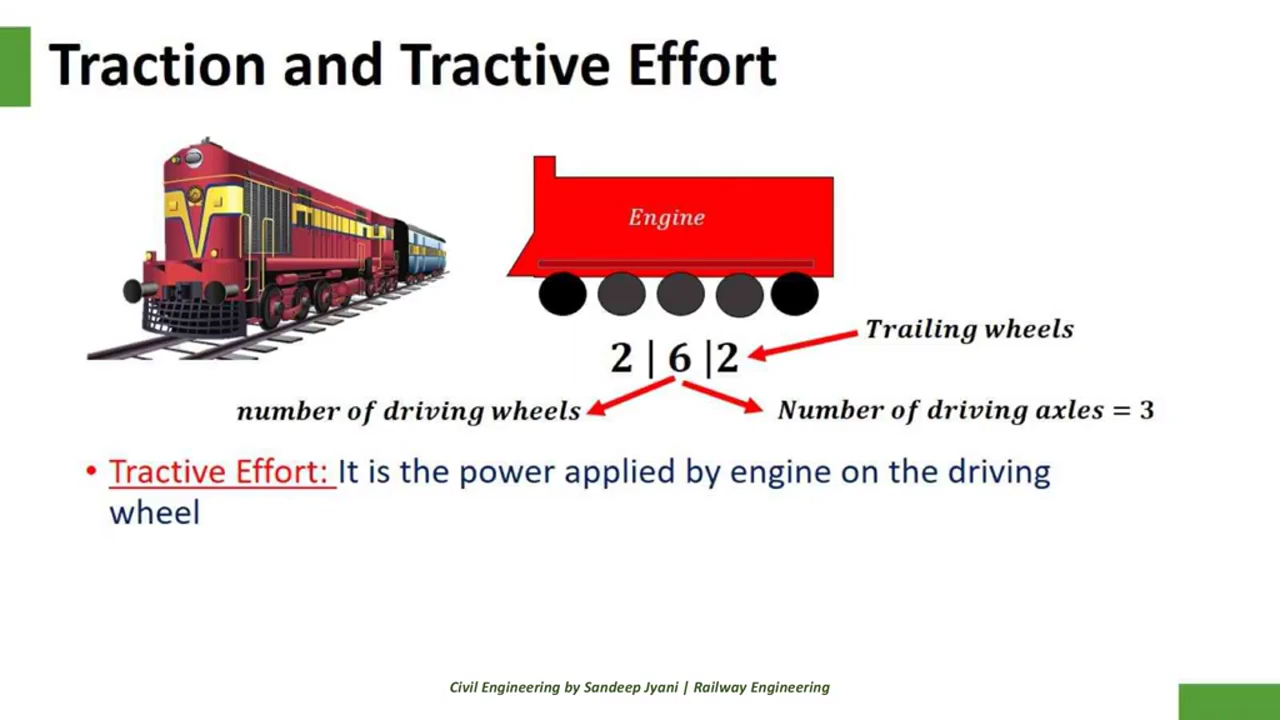 Traction and Tractive Effort
Engine
Trailing wheels
2 | 6 |2
number of driving wheels
Number of driving axles = 3
• Tractive Effort: It is the power applied by engine on the driving
wheel
Civil Engineering by Sandeep Jyani | Railway Engineering